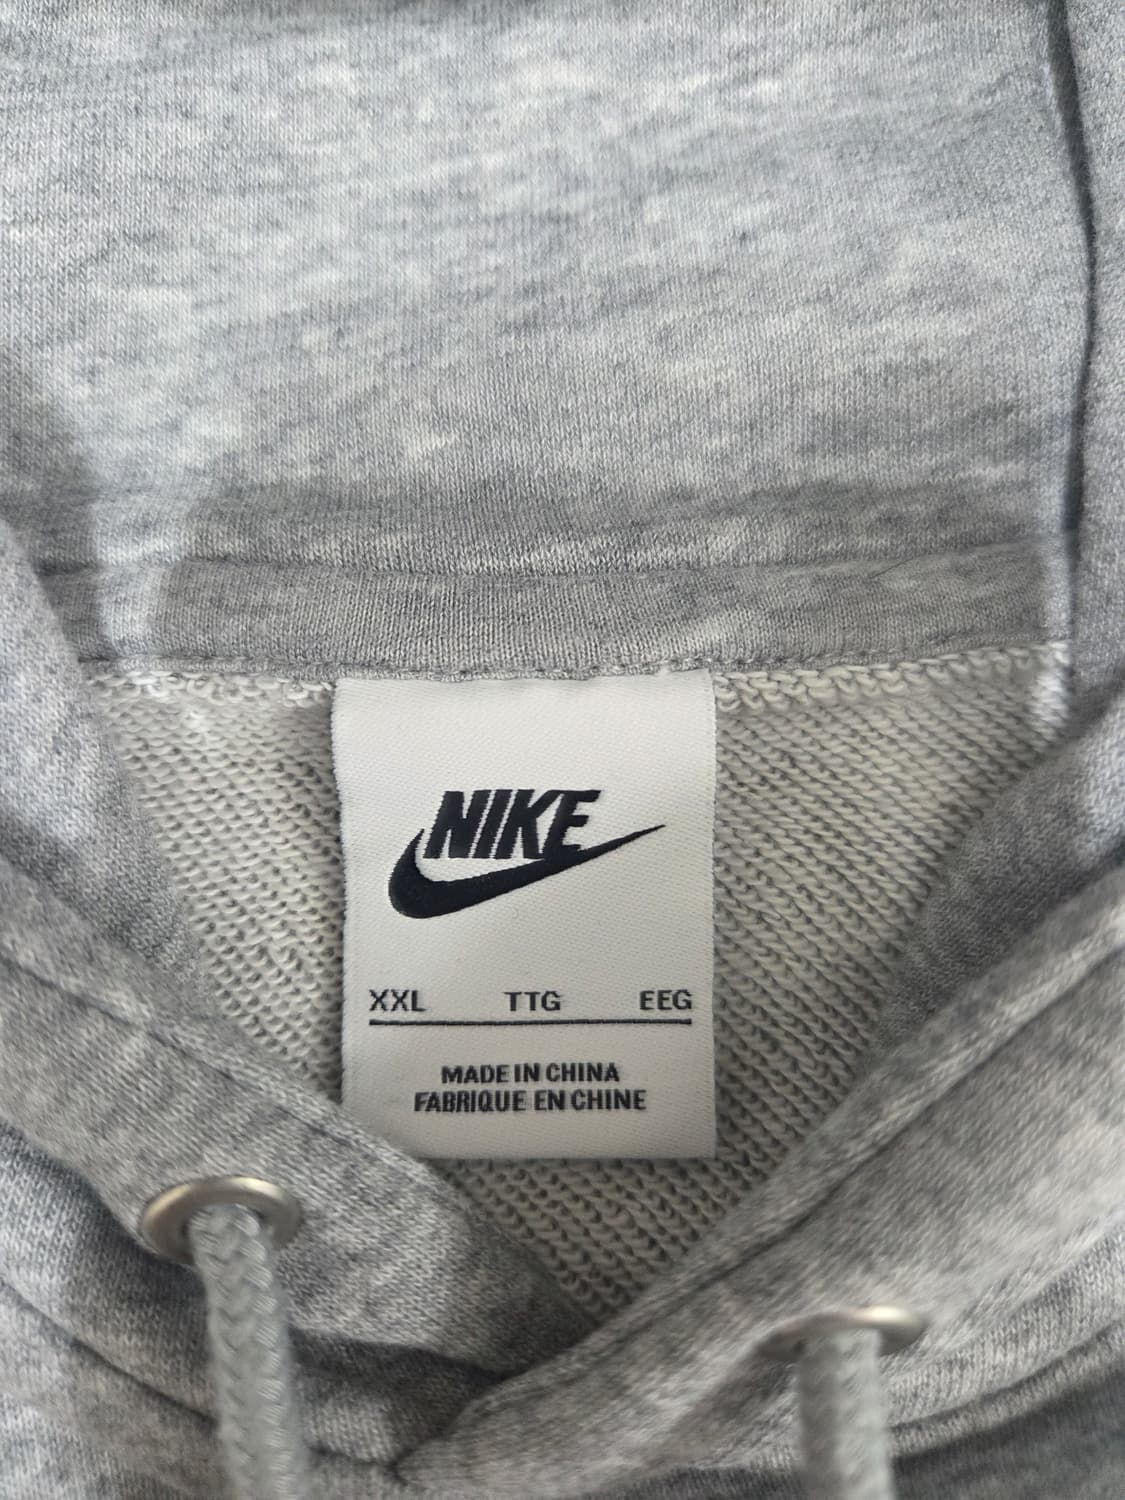 NIKE
XXL TTG EEG
MADE IN CHINA
FABRIQUE EN CHINE